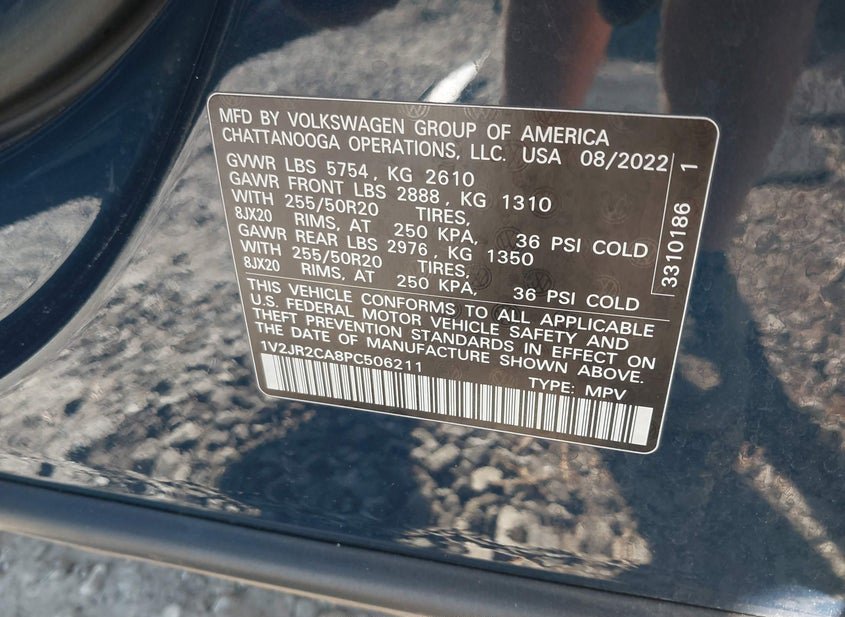 MFD BY VOLKSWAGEN GROUP OF AMERICA
CHATTANOOGA OPERATIONS, LLC. USA 08/2022
GVWR LBS 5754 , KG 2610
GAWR FRONT LBS 2888 , KG 1310
WITH 255/50R20 TIRES,
8JX20 RIMS, AT 250 KPA, 36 PSI COLD
GAWR REAR LBS 2976 , KG 1350
WITH 255/50R20 TIRES,
8JX20 RIMS, AT 250 KPA, 36 PSI COLD
THIS VEHICLE CONFORMS TO ALL APPLICABLE
U.S. FEDERAL MOTOR VEHICLE SAFETY AND
THEFT PREVENTION STANDARDS IN EFFECT ON
THE DATE OF MANUFACTURE SHOWN ABOVE.
1V2JR2CA8PC506211
TYPE: MPV
3310186 1